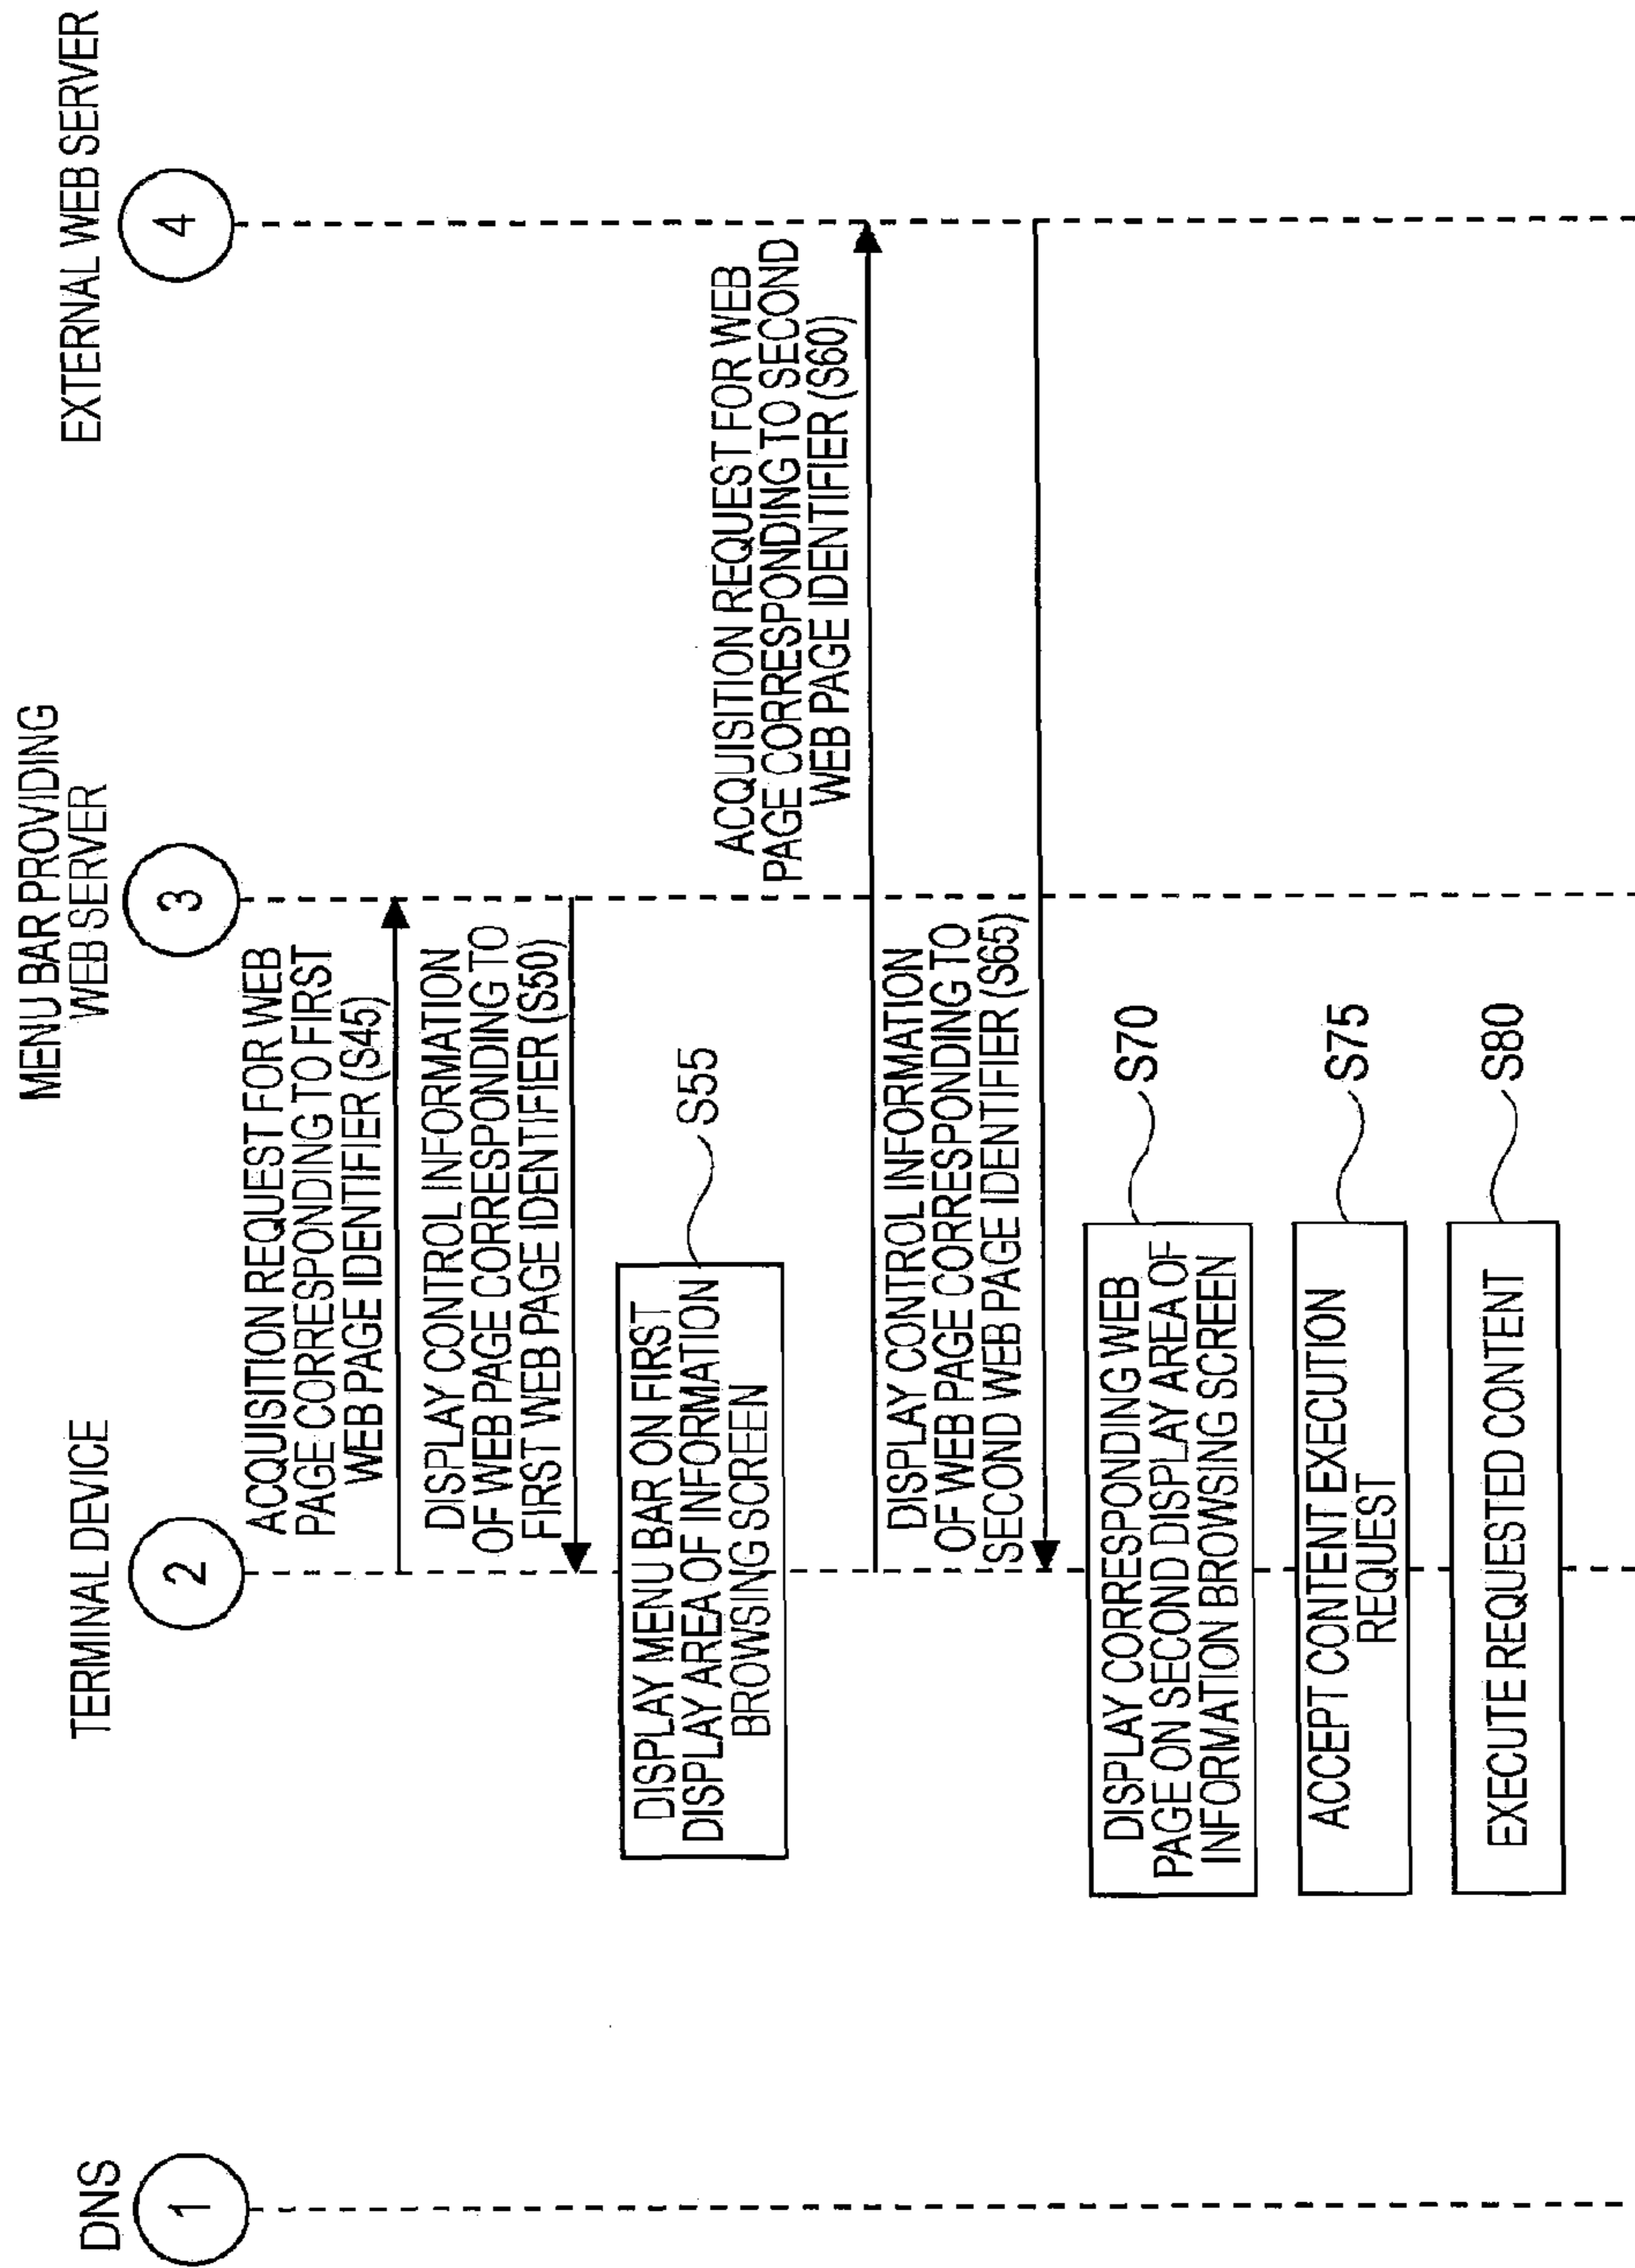 DNS
1
TERMINAL DEVICE
2
MENU BAR PROVIDING
WEB SERVER
3
EXTERNAL WEB SERVER
4
ACQUISITION REQUEST FOR WEB
PAGE CORRESPONDING TO FIRST
WEB PAGE IDENTIFIER (S45)
DISPLAY CONTROL INFORMATION
OF WEB PAGE CORRESPONDING TO
FIRST WEB PAGE IDENTIFIER (S50)
DISPLAY MENU BAR ON FIRST
DISPLAY AREA OF INFORMATION
BROWSING SCREEN
S55
ACQUISITION REQUEST FOR WEB
PAGE CORRESPONDING TO SECOND
WEB PAGE IDENTIFIER (S60)
DISPLAY CONTROL INFORMATION
OF WEB PAGE CORRESPONDING TO
SECOND WEB PAGE IDENTIFIER (S65)
DISPLAY CORRESPONDING WEB
PAGE ON SECOND DISPLAY AREA OF
INFORMATION BROWSING SCREEN
S70
ACCEPT CONTENT EXECUTION
REQUEST
S75
EXECUTE REQUESTED CONTENT
S80